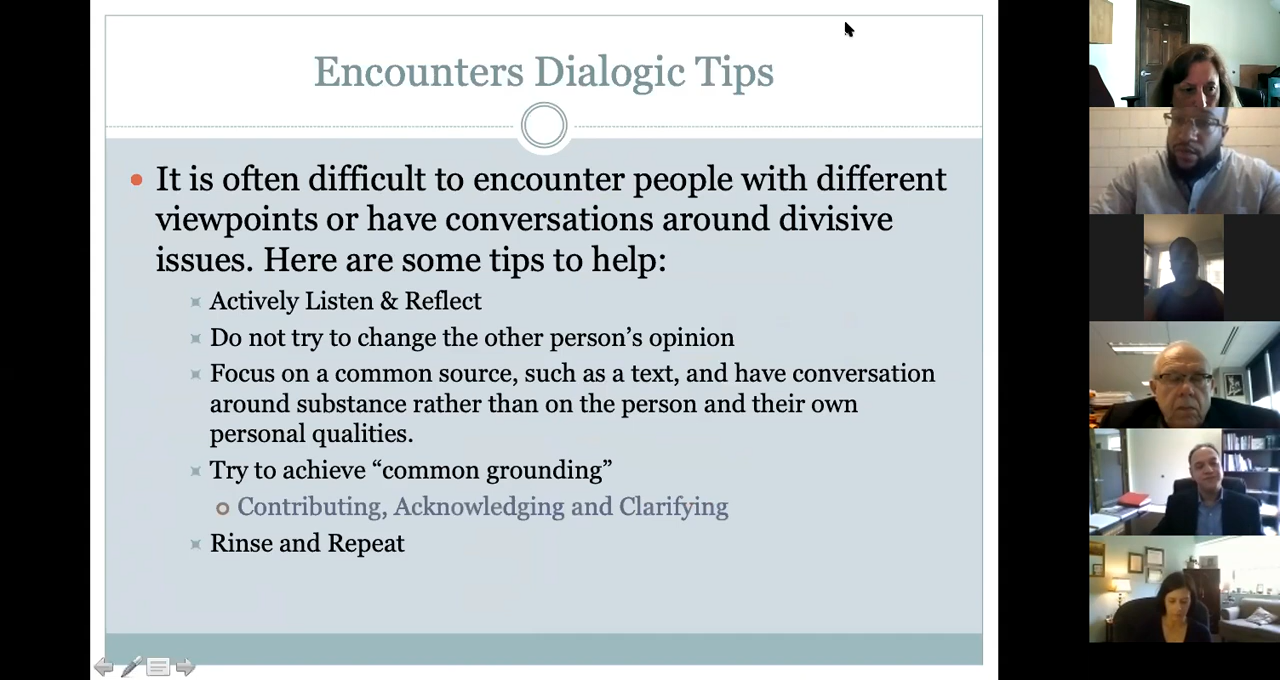 Encounters Dialogic Tips
It is often difficult to encounter people with different
viewpoints or have conversations around divisive
issues. Here are some tips to help:
Actively Listen & Reflect
Do not try to change the other person’s opinion
Focus on a common source, such as a text, and have conversation
around substance rather than on the person and their own
personal qualities.
Try to achieve “common grounding”
Contributing, Acknowledging and Clarifying
Rinse and Repeat